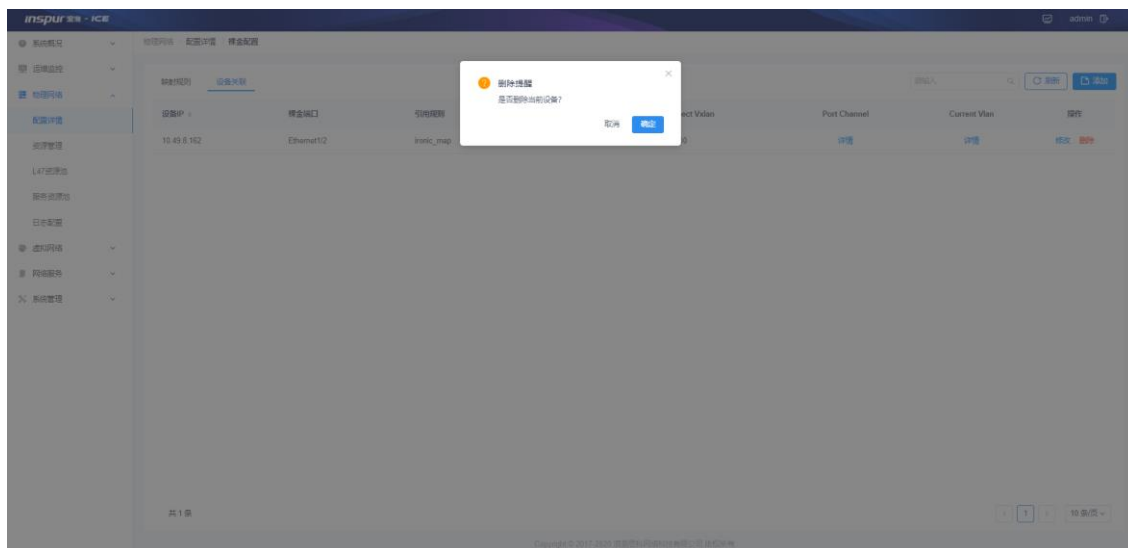 inspur 浪潮 - ICE
admin
系统概况
物理网络 / 配置详情 / 裸金配置
运维监控
映射规则 设备关联
请输入 刷新 添加
物理网络
删除提醒
是否删除当前设备?
取消 确定
配置详情
设备IP 裸金端口 引用规则 ect Vxlan Port Channel Current Vlan 操作
资源管理
10.49.6.162 Ethernet1/2 ironic_map 详情 详情 修改 删除
L47资源池
服务资源池
日志配置
虚拟网络
网络服务
系统管理
共 1 条
1 10 条/页